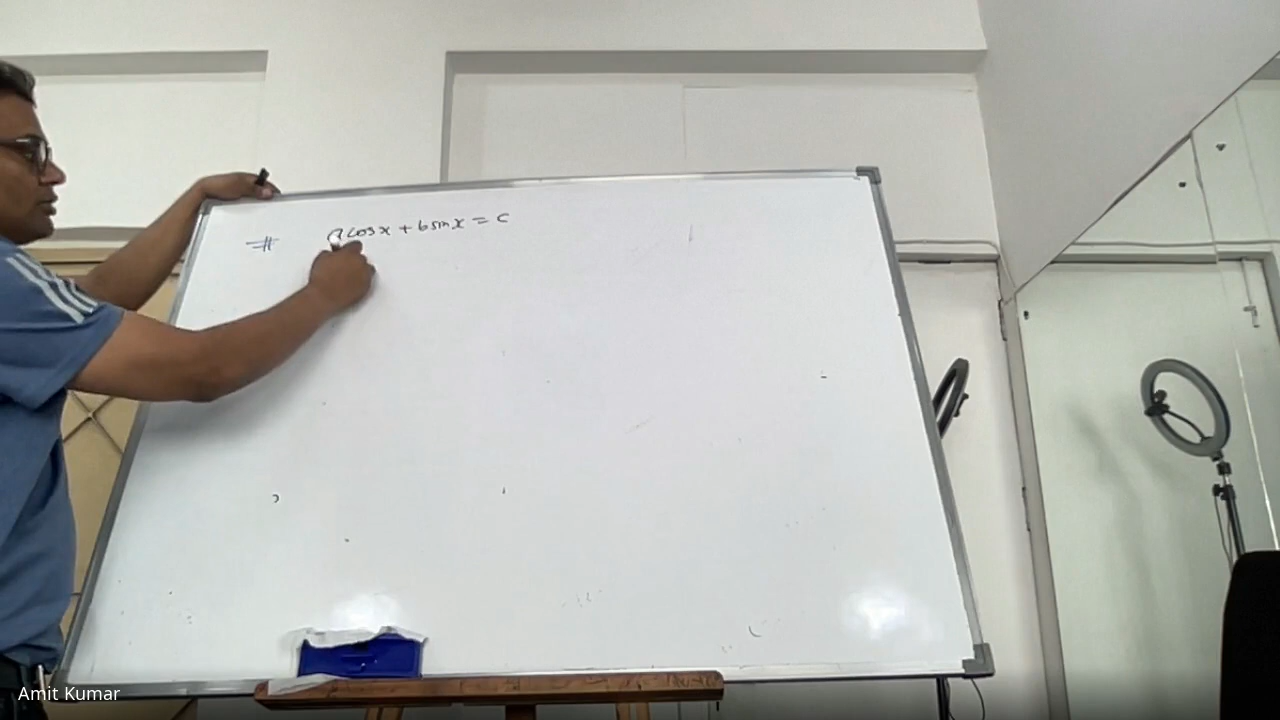 # a cos x + b sin x = c
Amit Kumar